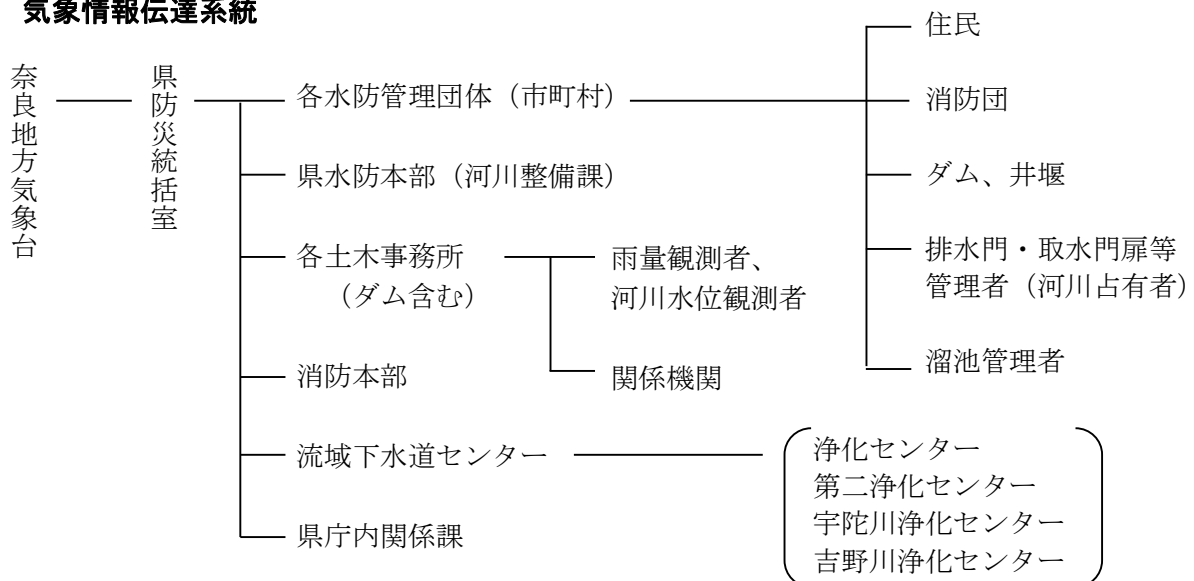 気象情報伝達系統
奈良地方気象台
県防災統括室
各水防管理団体（市町村）
県水防本部（河川整備課）
各土木事務所
（ダム含む）
消防本部
流域下水道センター
県庁内関係課
雨量観測者、
河川水位観測者
関係機関
住民
消防団
ダム、井堰
排水門・取水門扉等
管理者（河川占有者）
溜池管理者
浄化センター
第二浄化センター
宇陀川浄化センター
吉野川浄化センター